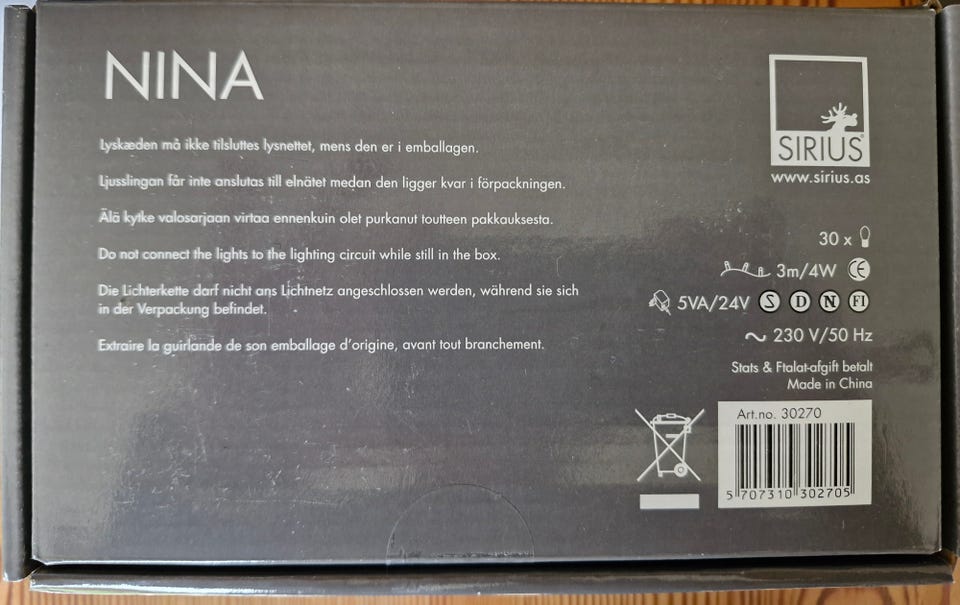 NINA
Lyskæden må ikke tilsluttes lysnettet, mens den er i emballagen.
Ljusslingan får inte anslutas till elnätet medan den ligger kvar i förpackningen.
Älä kytke valosarjaan virtaa ennenkuin olet purkanut toutteen pakkauksesta.
Do not connect the lights to the lighting circuit while still in the box.
Die Lichterkette darf nicht ans Lichtnetz angeschlossen werden, während sie sich
in der Verpackung befindet.
Extraire la guirlande de son emballage d'origine, avant tout branchement.
SIRIUS®
www.sirius.as
30 x
3m/4W CE
5VA/24V S D N FI
~ 230 V/50 Hz
Stats & Ftalat-afgift betalt
Made in China
Art.no. 30270
5 707310 302705